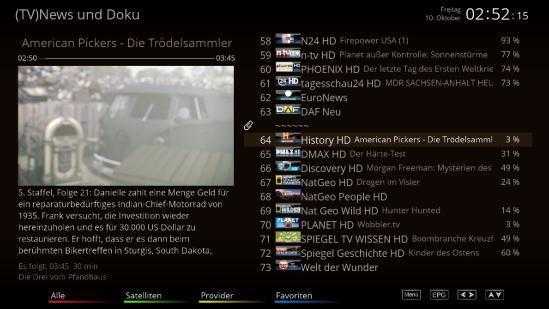 (TV)News und Doku
Freitag
10. Oktober
02:52:15
American Pickers - Die Trödelsammler
02:50 03:45
5. Staffel, Folge 21: Danielle zahlt eine Menge Geld für
ein reparaturbedürftiges Indian-Chief-Motorrad von
1935. Frank versucht, die Investition wieder
hereinzuholen und es für 30.000 US-Dollar zu
restaurieren. Er hofft, dass er es dann beim
berühmten Bikertreffen in Sturgis, South Dakota,
Es folgt: 03:45 30 min
Die Drei vom Pfandhaus
58 N24 HD Firepower USA (1) 93 %
59 n-tv HD Planet außer Kontrolle: Sonnenstürme 77 %
60 PHOENIX HD Der letzte Tag des Ersten Weltkrie 74 %
61 tagesschau24 HD MDR SACHSEN-ANHALT HEU 73 %
62 EuroNews
63 DAF Neu
~~~~~~
64 History HD American Pickers - Die Trödelsamml 3 %
65 DMAX HD Der Härte-Test 31 %
66 Discovery HD Morgan Freeman: Mysterien des 49 %
67 NatGeo HD Drogen im Visier 24 %
68 NatGeo People HD
69 Nat Geo Wild HD Hunter Hunted 14 %
70 PLANET HD Wobbler.tv 3 %
71 SPIEGEL TV WISSEN HD Boombranche Kreuzf 49 %
72 Spiegel Geschichte HD Kinder des Ostens 60 %
73 Welt der Wunder
Alle Satelliten Provider Favoriten Menü EPG